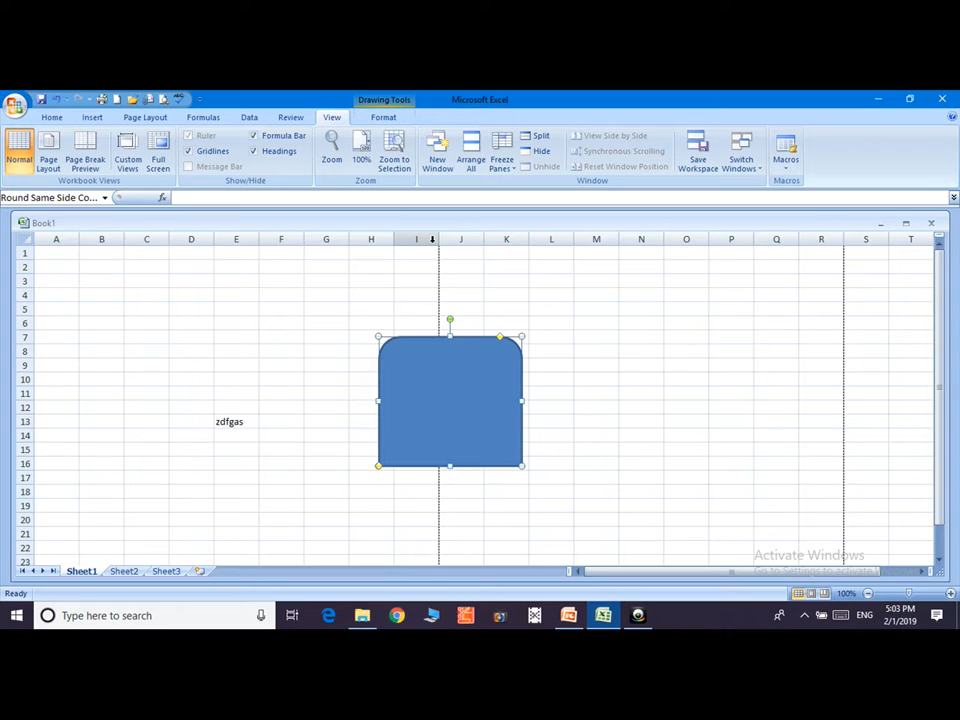 Drawing Tools Microsoft Excel
Home Insert Page Layout Formulas Data Review View Format
Normal
Page Layout
Page Break Preview
Custom Views
Full Screen
Workbook Views
Ruler Formula Bar
Gridlines Headings
Message Bar
Show/Hide
Zoom
100%
Zoom to Selection
Zoom
New Window
Arrange All
Freeze Panes
Split
Hide
Unhide
View Side by Side
Synchronous Scrolling
Reset Window Position
Save Workspace
Switch Windows
Window
Macros
Macros
Round Same Side Co... fx
Book1
A B C D E F G H I J K L M N O P Q R S T
1
2
3
4
5
6
7
8
9
10
11
12
13 zdfgas
14
15
16
17
18
19
20
21
22
23
Activate Windows
Go to Settings to activate
Sheet1 Sheet2 Sheet3
Ready 100%
Type here to search ENG 5:03 PM
2/1/2019